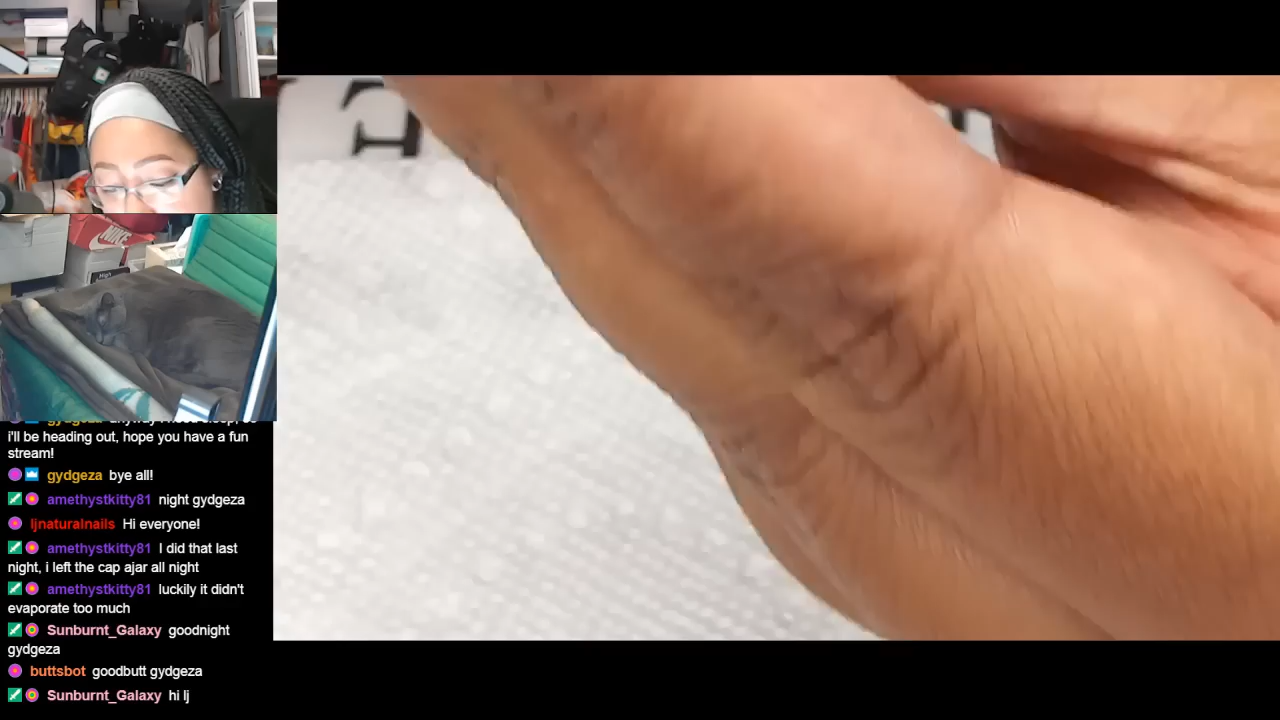 NIKE
High
i'll be heading out, hope you have a fun
stream!
gydgeza bye all!
amethystkitty81 night gydgeza
ljnaturalnails Hi everyone!
amethystkitty81 I did that last
night, i left the cap ajar all night
amethystkitty81 luckily it didn't
evaporate too much
Sunburnt_Galaxy goodnight
gydgeza
buttsbot goodbutt gydgeza
Sunburnt_Galaxy hi lj